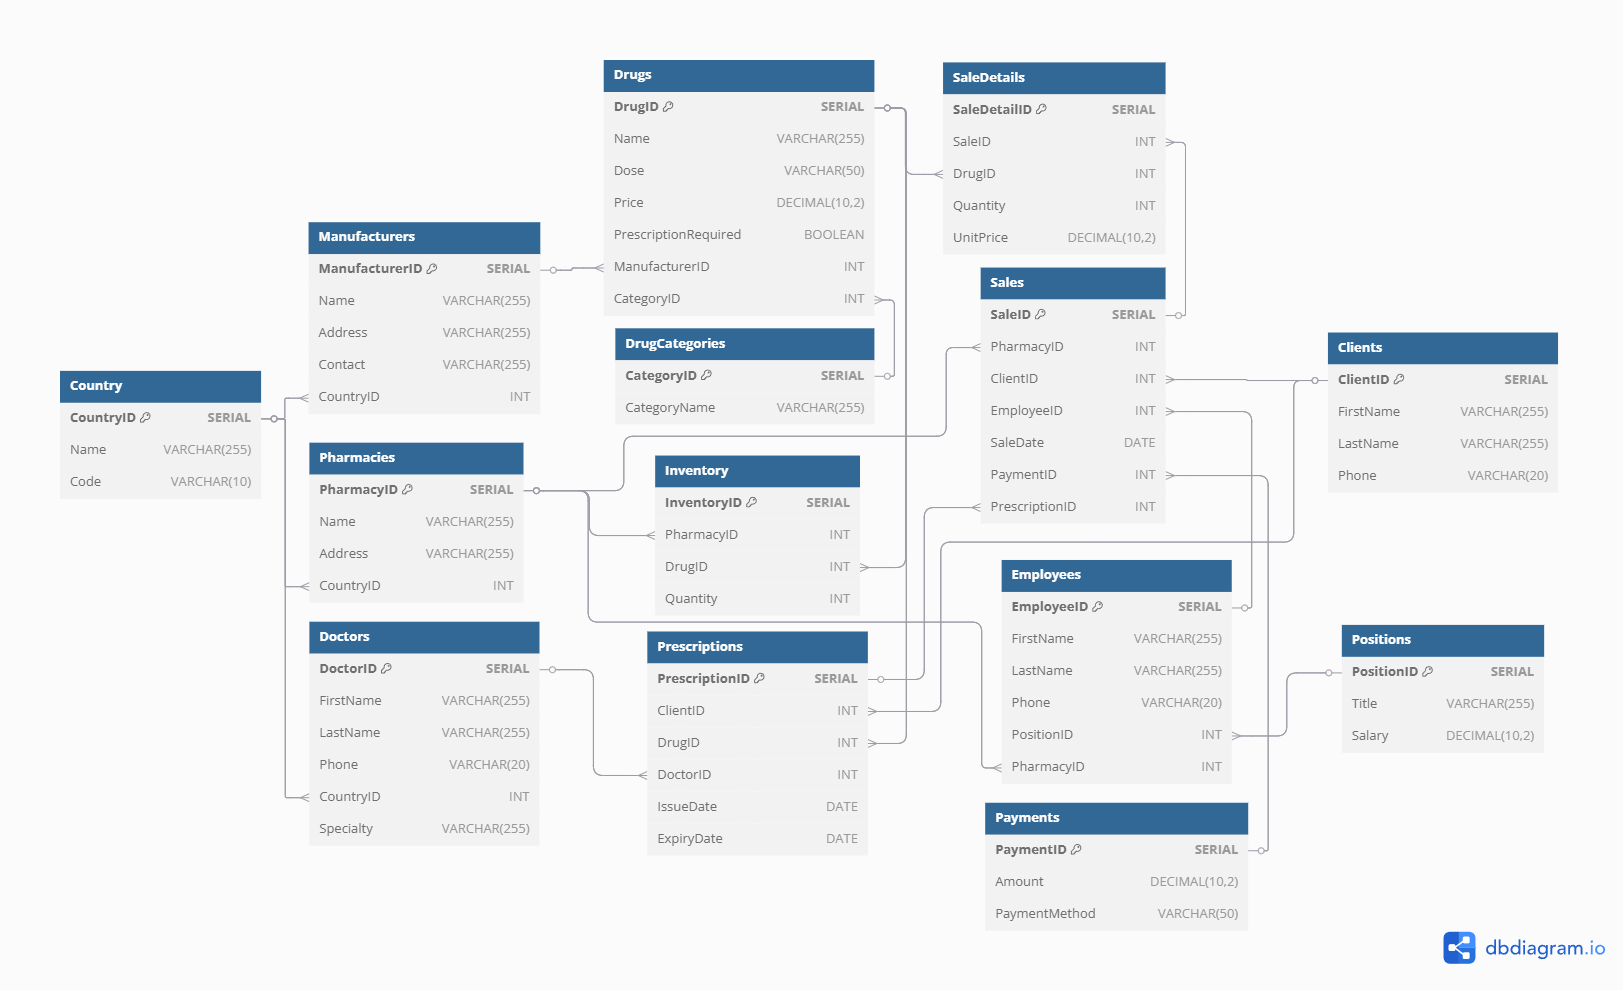 Drugs
DrugID SERIAL
Name VARCHAR(255)
Dose VARCHAR(50)
Price DECIMAL(10,2)
PrescriptionRequired BOOLEAN
ManufacturerID INT
CategoryID INT
SaleDetails
SaleDetailID SERIAL
SaleID INT
DrugID INT
Quantity INT
UnitPrice DECIMAL(10,2)
Manufacturers
ManufacturerID SERIAL
Name VARCHAR(255)
Address VARCHAR(255)
Contact VARCHAR(255)
CountryID INT
Sales
SaleID SERIAL
PharmacyID INT
ClientID INT
EmployeeID INT
SaleDate DATE
PaymentID INT
PrescriptionID INT
DrugCategories
CategoryID SERIAL
CategoryName VARCHAR(255)
Clients
ClientID SERIAL
FirstName VARCHAR(255)
LastName VARCHAR(255)
Phone VARCHAR(20)
Country
CountryID SERIAL
Name VARCHAR(255)
Code VARCHAR(10)
Pharmacies
PharmacyID SERIAL
Name VARCHAR(255)
Address VARCHAR(255)
CountryID INT
Inventory
InventoryID SERIAL
PharmacyID INT
DrugID INT
Quantity INT
Employees
EmployeeID SERIAL
FirstName VARCHAR(255)
LastName VARCHAR(255)
Phone VARCHAR(20)
PositionID INT
PharmacyID INT
Doctors
DoctorID SERIAL
FirstName VARCHAR(255)
LastName VARCHAR(255)
Phone VARCHAR(20)
CountryID INT
Specialty VARCHAR(255)
Prescriptions
PrescriptionID SERIAL
ClientID INT
DrugID INT
DoctorID INT
IssueDate DATE
ExpiryDate DATE
Positions
PositionID SERIAL
Title VARCHAR(255)
Salary DECIMAL(10,2)
Payments
PaymentID SERIAL
Amount DECIMAL(10,2)
PaymentMethod VARCHAR(50)
dbdiagram.io